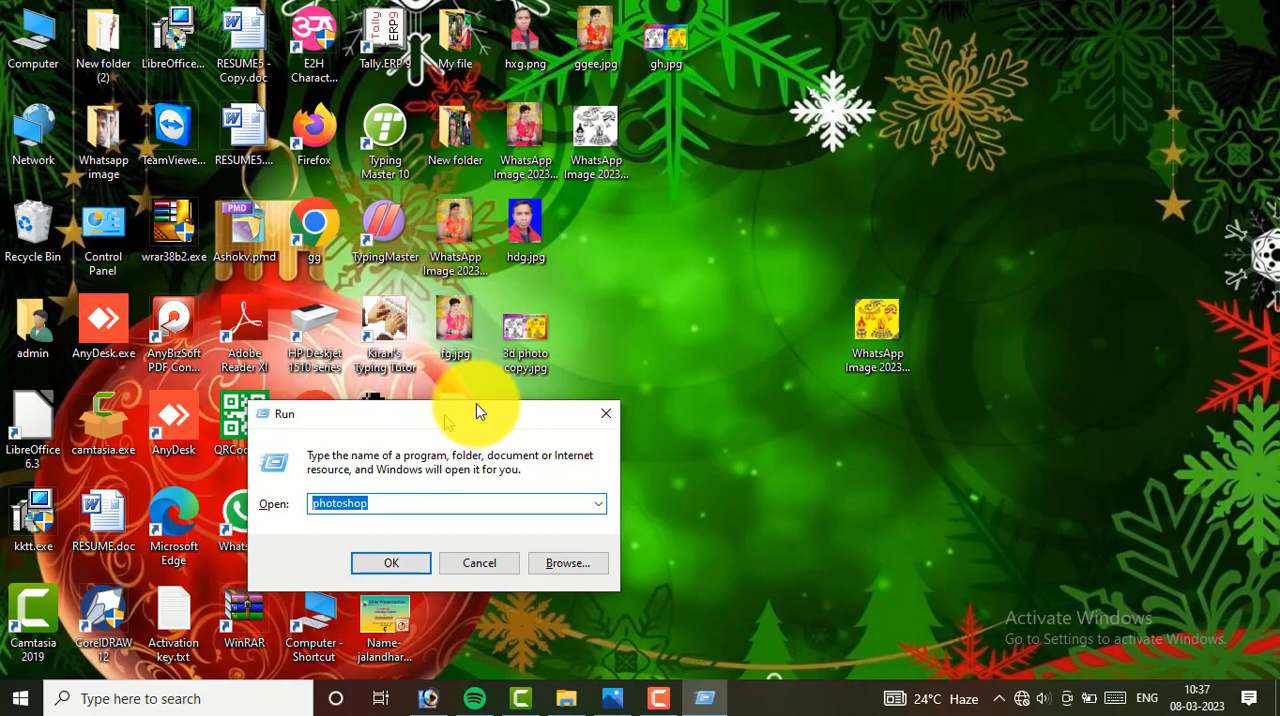 Computer
New folder (2)
LibreOffice...
RESUME5 - Copy.doc
E2H Charact...
Tally.ERP 9
My file
hxg.png
ggee.jpg
gh.jpg
Network
Whatsapp image
TeamViewe...
RESUME5....
Firefox
Typing Master 10
New folder
WhatsApp Image 2023...
WhatsApp Image 2023...
Recycle Bin
Control Panel
wrar38b2.exe
PMD
Ashokv.pmd
gg
TypingMaster
WhatsApp Image 2023...
hdg.jpg
admin
AnyDesk.exe
AnyBizSoft PDF Con...
Adobe Reader XI
HP Deskjet 1510 series
Kiran's Typing Tutor
fg.jpg
3d photo copy.jpg
WhatsApp Image 2023...
LibreOffice 6.3
camtasia.exe
AnyDesk
QRCo
Run
Type the name of a program, folder, document or Internet
resource, and Windows will open it for you.
Open:
photoshop
OK
Cancel
Browse...
kktt.exe
RESUME.doc
Microsoft Edge
Whats
Camtasia 2019
CorelDRAW 12
Activation key.txt
WinRAR
Computer - Shortcut
Name-jalandhar...
Activate Windows
Go to Settings to activate Windows.
Type here to search
24°C Haze
ENG
10:37
08-03-2023